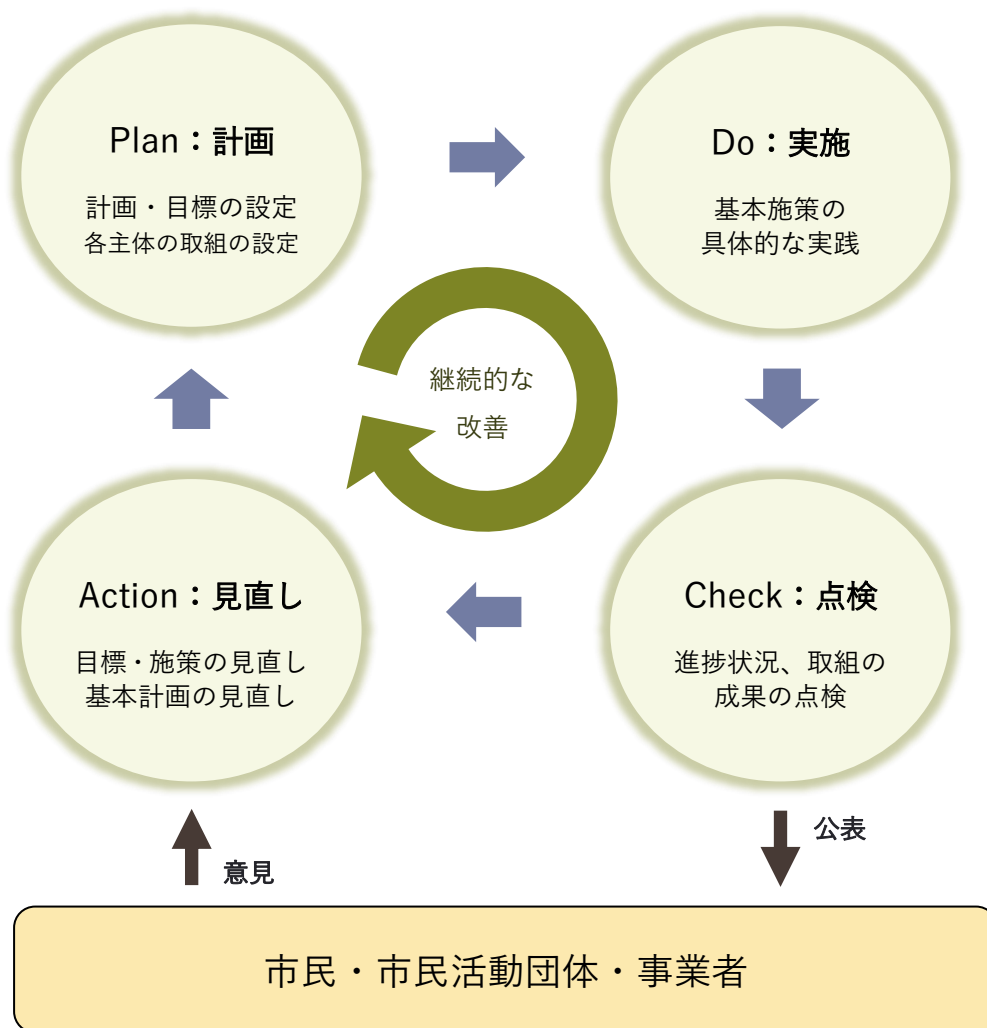 Plan：計画
計画・目標の設定
各主体の取組の設定
Do：実施
基本施策の
具体的な実践
継続的な
改善
Action：見直し
目標・施策の見直し
基本計画の見直し
Check：点検
進捗状況、取組の
成果の点検
意見
公表
市民・市民活動団体・事業者